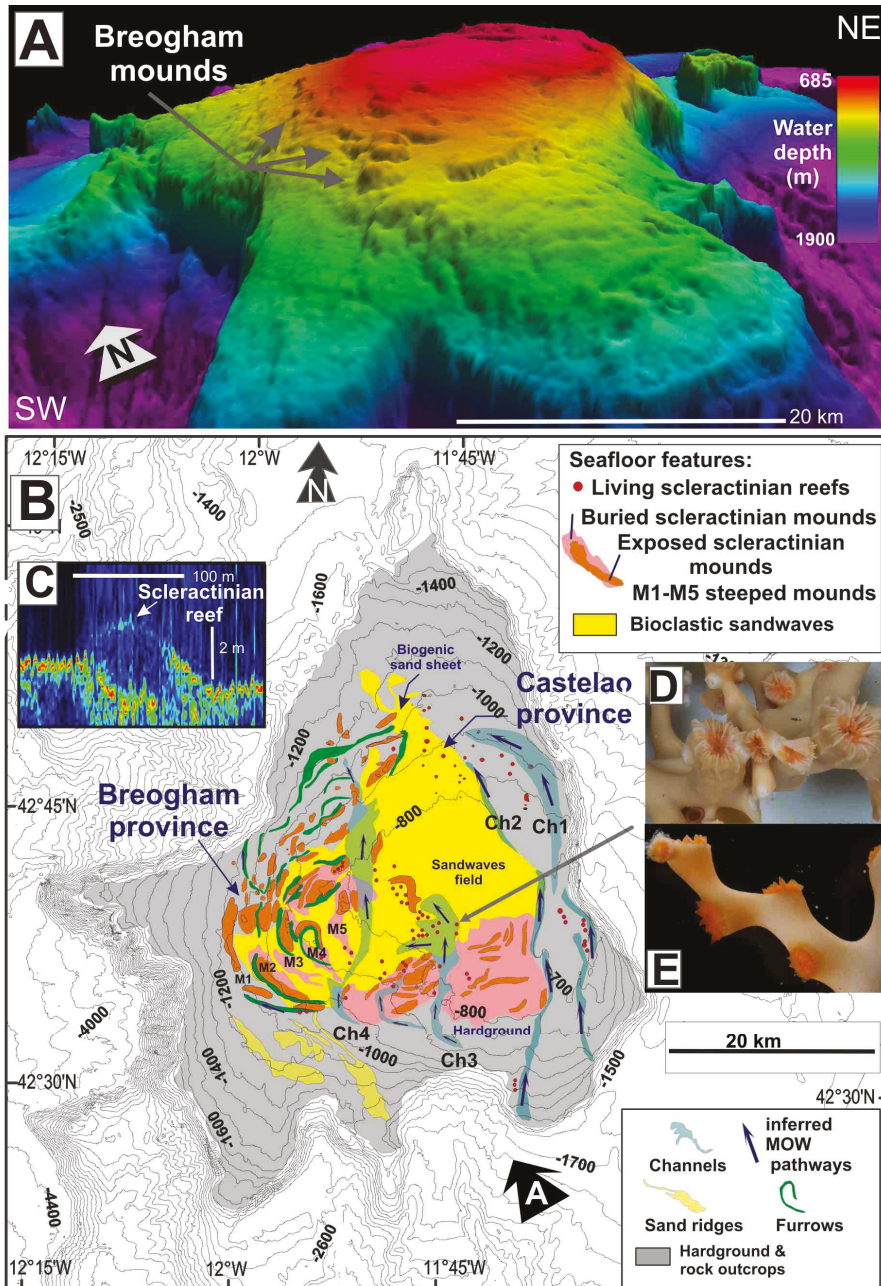 A
Breogham
mounds
NE
685
Water
depth
(m)
1900
N
SW
20 km
12°15'W
12°W
11°45'W
B
N
-2500
-1400
-1600
C
100 m
Scleractinian
reef
2 m
Seafloor features:
Living scleractinian reefs
Buried scleractinian mounds
Exposed scleractinian
mounds
M1-M5 steeped mounds
Bioclastic sandwaves
-1400
-1200
-1000
Biogenic
sand sheet
Castelao
province
-1200
D
42°45'N
Breogham
province
-800
Ch2
Ch1
Sandwaves
field
E
M5
M4
M3
M2
M1
-1200
-700
-800
Hardground
Ch4
Ch3
-1000
-4000
-1400
-1500
20 km
42°30'N
42°30'N
-1600
-1700
A
-4400
-2600
Channels
inferred
MOW
pathways
Sand ridges
Furrows
Hardground &
rock outcrops
12°15'W
12°W
11°45'W